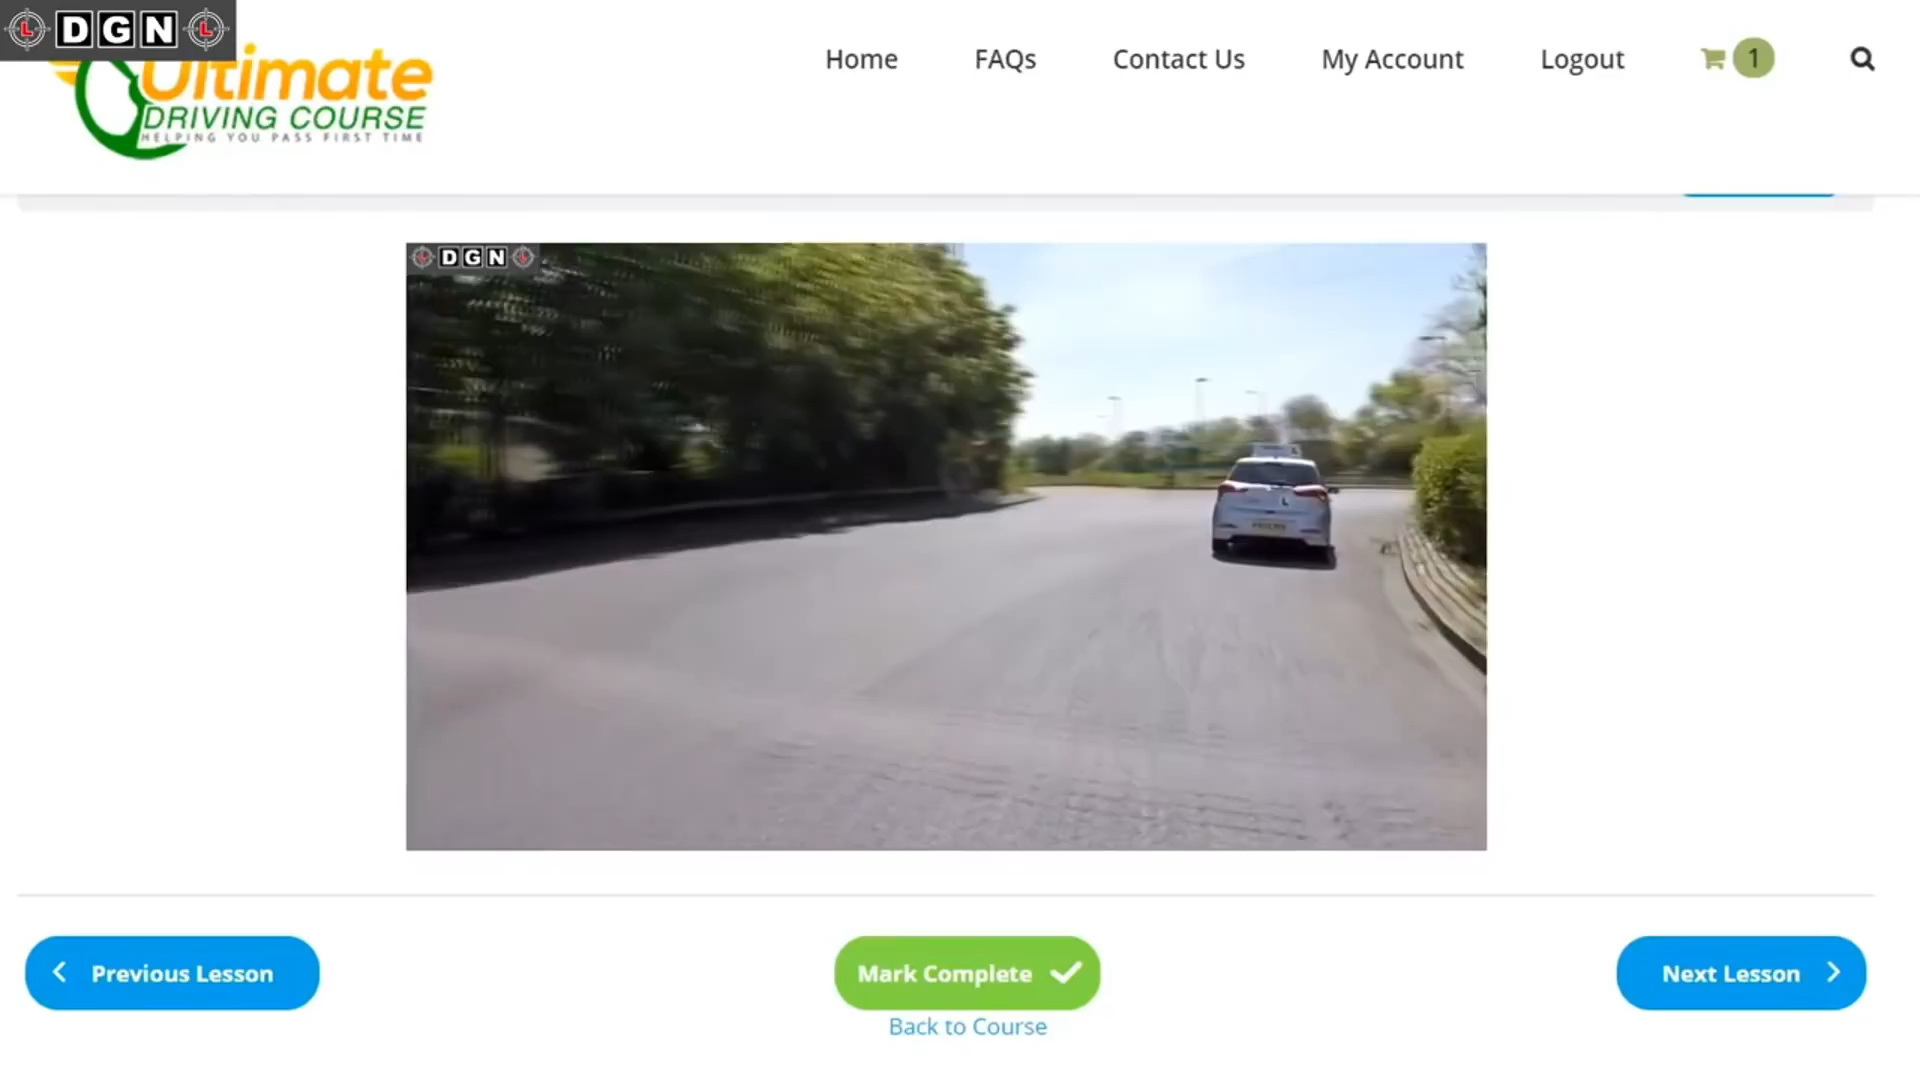 DGN
Ultimate
DRIVING COURSE
HELPING YOU PASS FIRST TIME
Home FAQs Contact Us My Account Logout 1
DGN
L
Previous Lesson Mark Complete Next Lesson
Back to Course